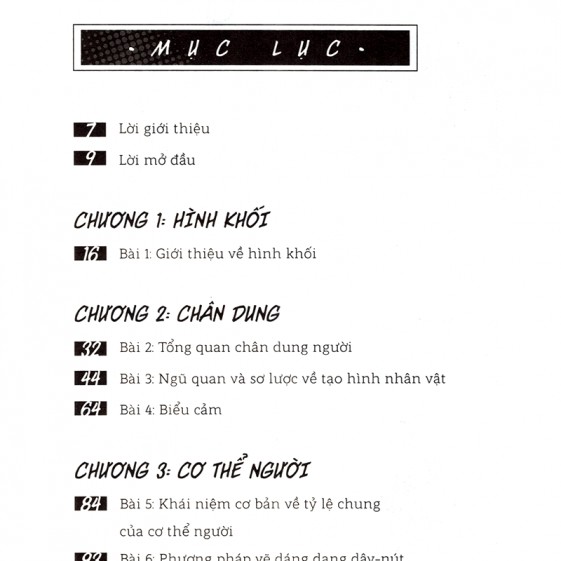 · MỤC LỤC ·
7 Lời giới thiệu
9 Lời mở đầu
CHƯƠNG 1: HÌNH KHỐI
16 Bài 1: Giới thiệu về hình khối
CHƯƠNG 2: CHÂN DUNG
32 Bài 2: Tổng quan chân dung người
44 Bài 3: Ngũ quan và sơ lược về tạo hình nhân vật
64 Bài 4: Biểu cảm
CHƯƠNG 3: CƠ THỂ NGƯỜI
84 Bài 5: Khái niệm cơ bản về tỷ lệ chung
của cơ thể người
92 Bài 6: Phương pháp vẽ dáng dạng dây-nút